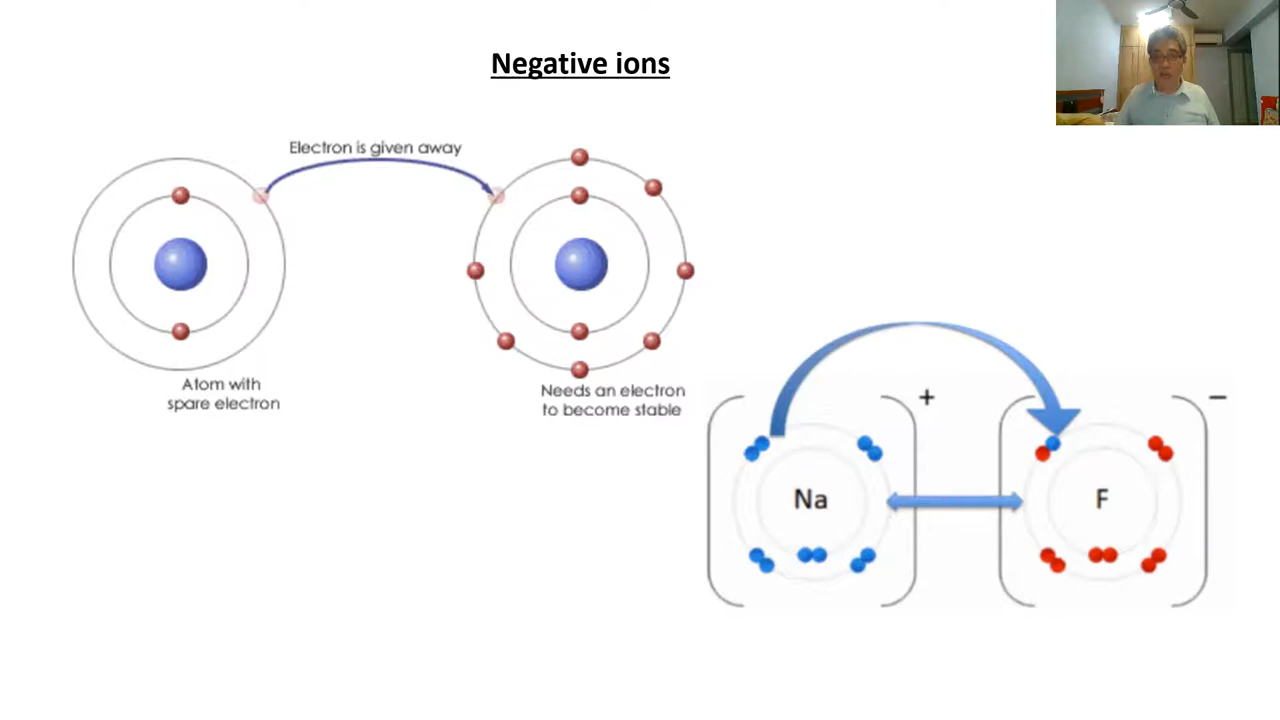 Negative ions
Electron is given away
Atom with
spare electron
Needs an electron
to become stable
+
−
Na
F